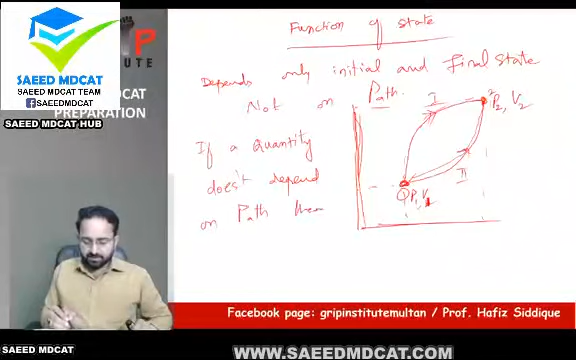 Function of state
SAEED MDCAT
SAEED MDCAT TEAM
SAEEDMDCAT
SAEED MDCAT HUB
P
UTE
MDCAT
PREPARATION
Depends only initial and Final state
Not on Path.
If a quantity
doesn't depend
on Path then
I
2 P2, V2
II
1 P1, V1
Facebook page: gripinstitutemultan / Prof. Hafiz Siddique
SAEED MDCAT
WWW.SAEEDMDCAT.COM